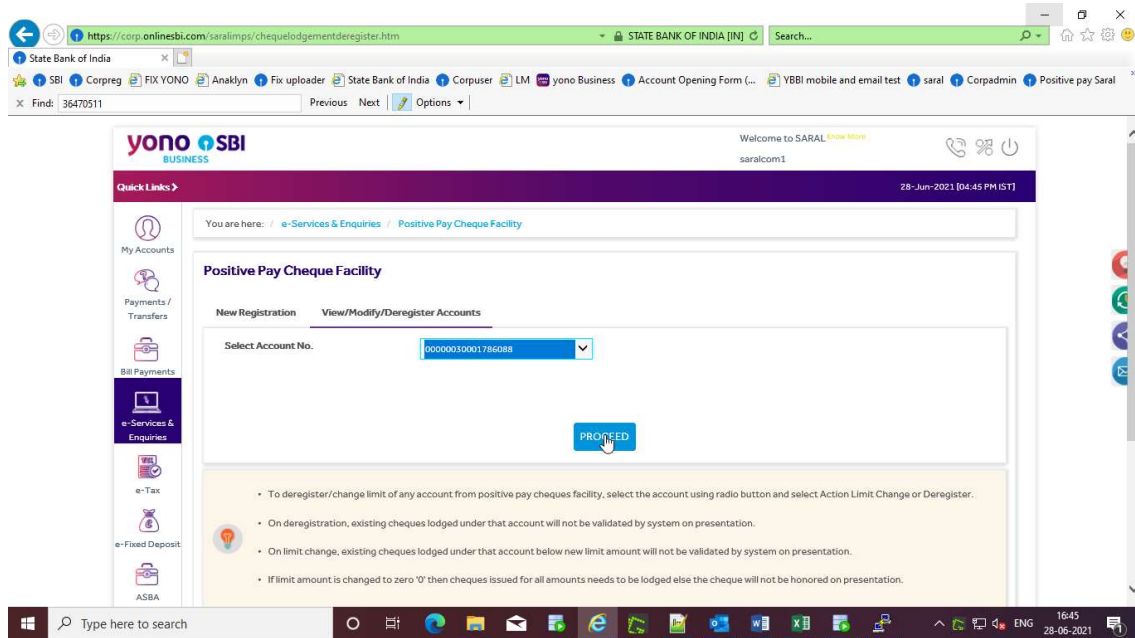 https://corp.onlinesbi.com/saralimps/chequelodgementderegister.htm
STATE BANK OF INDIA [IN]
Search...
State Bank of India
SBI Corpreg FIX YONO Anaklyn Fix uploader State Bank of India Corpuser LM yono Business Account Opening Form (... YBBI mobile and email test saral Corpadmin Positive pay Saral
Find: 36470511 Previous Next Options
yono SBI
BUSINESS
Welcome to SARAL Know More
saralcom1
Quick Links
28-Jun-2021 [04:45 PM IST]
You are here: / e-Services & Enquiries / Positive Pay Cheque Facility
My Accounts
Payments /
Transfers
Bill Payments
e-Services &
Enquiries
e-Tax
e-Fixed Deposit
ASBA
Positive Pay Cheque Facility
New Registration View/Modify/Deregister Accounts
Select Account No. 00000030001786088
PROCEED
• To deregister/change limit of any account from positive pay cheques facility, select the account using radio button and select Action Limit Change or Deregister.
• On deregistration, existing cheques lodged under that account will not be validated by system on presentation.
• On limit change, existing cheques lodged under that account below new limit amount will not be validated by system on presentation.
• If limit amount is changed to zero '0' then cheques issued for all amounts needs to be lodged else the cheque will not be honored on presentation.
Type here to search
ENG
16:45
28-06-2021